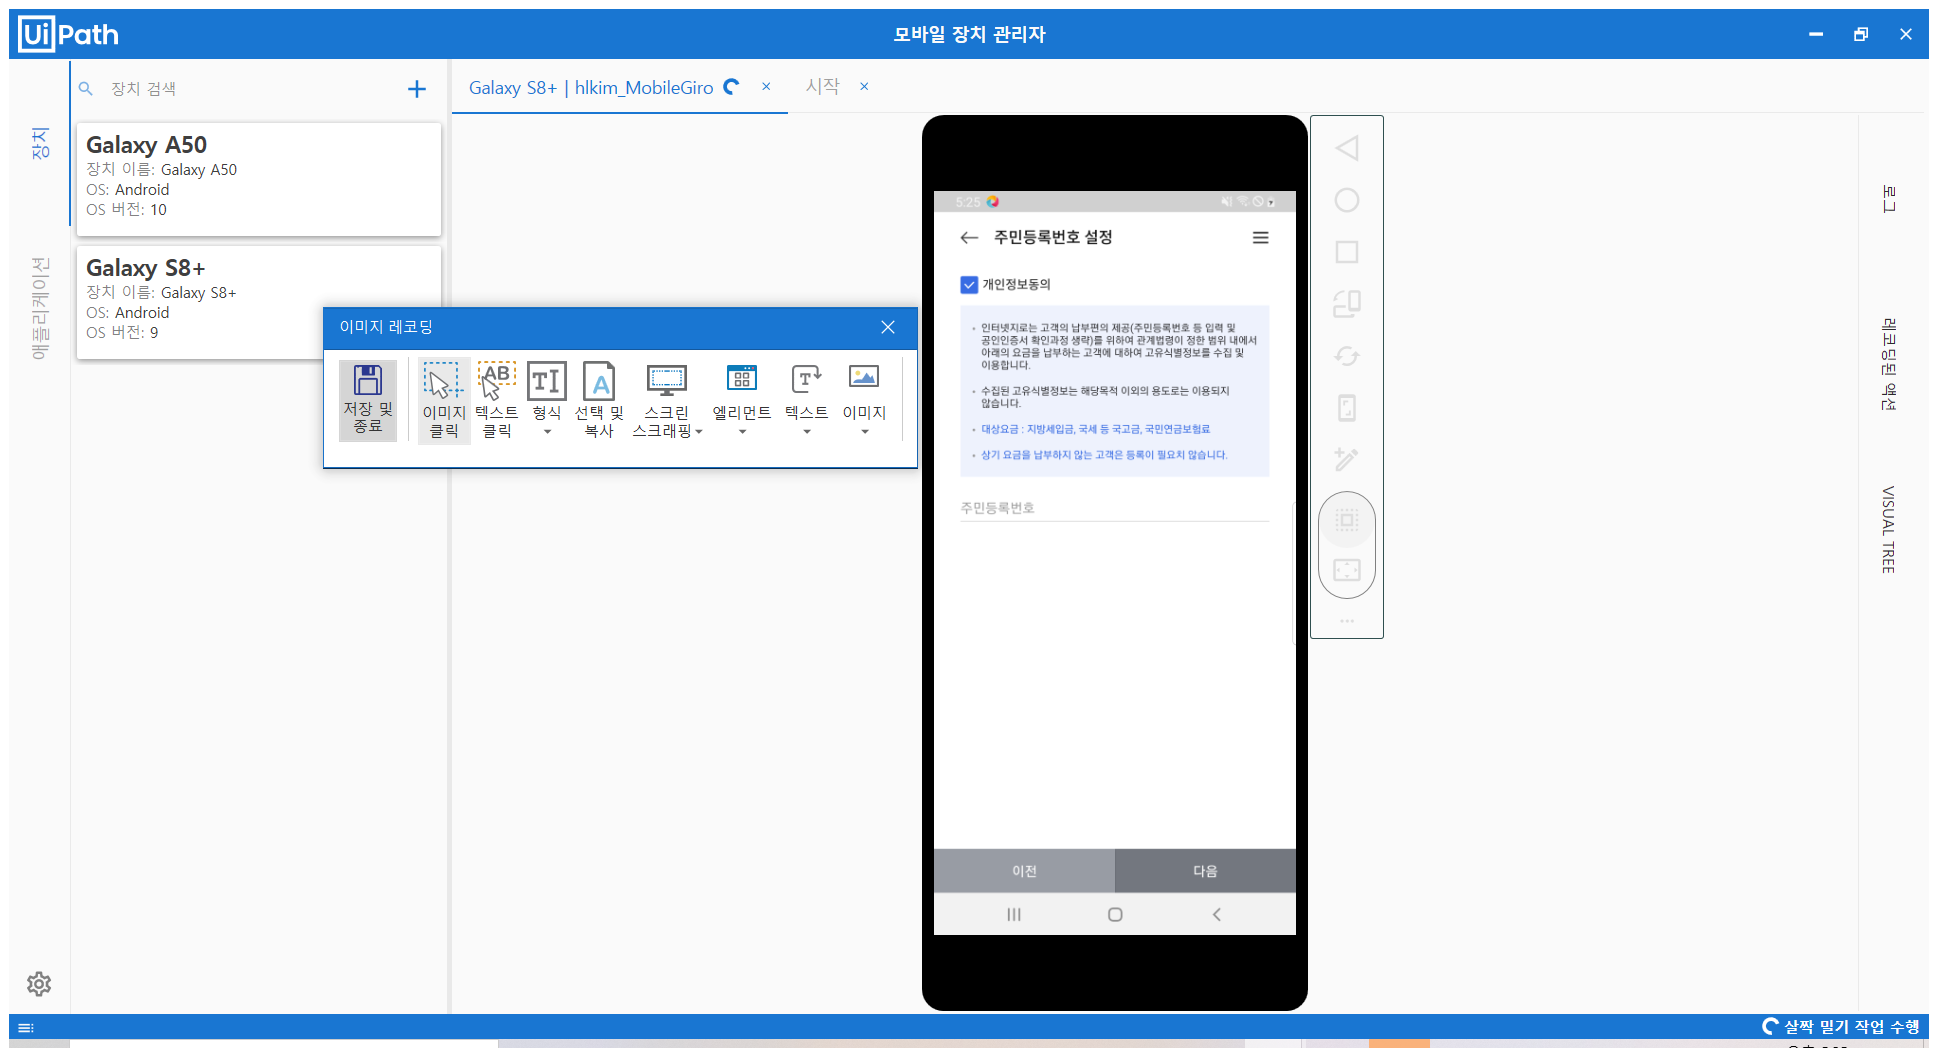 UiPath
모바일 장치 관리자
장치
애플리케이션
장치 검색
Galaxy A50
장치 이름: Galaxy A50
OS: Android
OS 버전: 10
Galaxy S8+
장치 이름: Galaxy S8+
OS: Android
OS 버전: 9
Galaxy S8+ | hlkim_MobileGiro
시작
이미지 레코딩
저장 및
종료
이미지
클릭
텍스트
클릭
형식
선택 및
복사
스크린
스크래핑
엘리먼트
텍스트
이미지
5:25
주민등록번호 설정
개인정보동의
• 인터넷지로는 고객의 납부편의 제공(주민등록번호 등 입력 및
공인인증서 확인과정 생략)를 위하여 관계법령이 정한 범위 내에서
아래의 요금을 납부하는 고객에 대하여 고유식별정보를 수집 및
이용합니다.
• 수집된 고유식별정보는 해당목적 이외의 용도로는 이용되지
않습니다.
• 대상요금 : 지방세입금, 국세 등 국고금, 국민연금보험료
• 상기 요금을 납부하지 않는 고객은 등록이 필요치 않습니다.
주민등록번호
이전
다음
로그
레코딩된 액션
VISUAL TREE
살짝 밀기 작업 수행